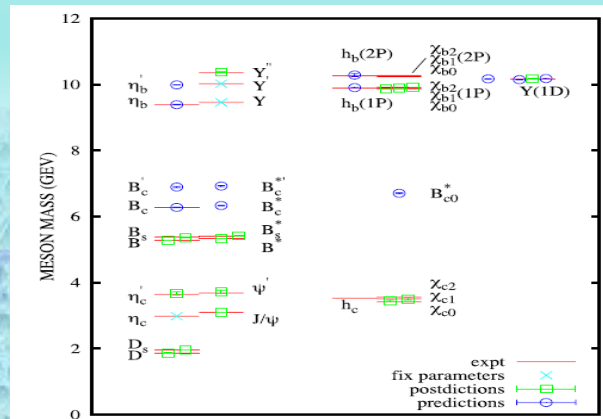 MESON MASS (GEV)
12
10
8
6
4
2
0
η_b'
η_b
Υ''
Υ'
Υ
h_b(2P)
h_b(1P)
χ_b2
χ_b1(2P)
χ_b0
χ_b2
χ_b1(1P)
χ_b0
Υ(1D)
B_c'
B_c
B_c*'
B_c*
B_s
B
B_s*
B*
B_c0*
η_c'
η_c
ψ'
J/ψ
h_c
χ_c2
χ_c1
χ_c0
D_s
D
expt
fix parameters
postdictions
predictions